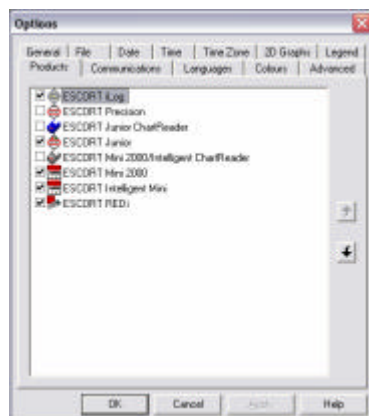 Options
General File Date Time Time Zone 2D Graphs Legend
Products Communications Languages Colours Advanced
ESCORT iLog
ESCORT Precision
ESCORT Junior ChartReader
ESCORT Junior
ESCORT Mini 2000/Intelligent ChartReader
ESCORT Mini 2000
ESCORT Intelligent Mini
ESCORT REDi
OK Cancel Apply Help